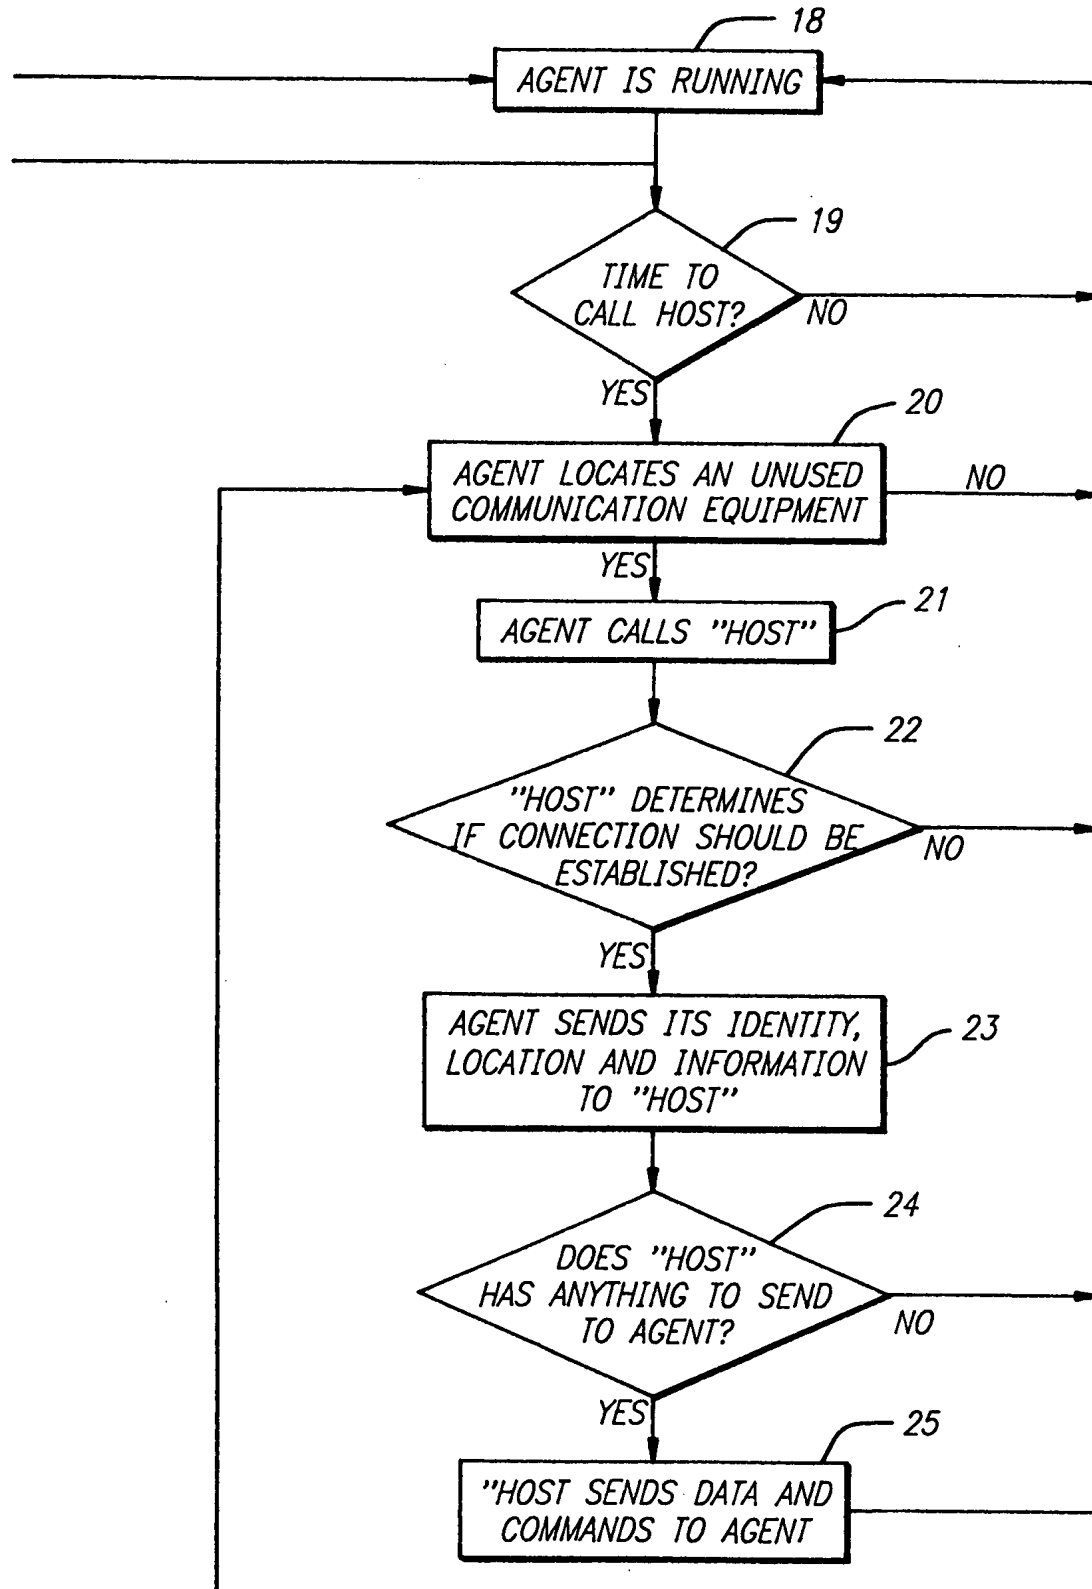 18
AGENT IS RUNNING
19
TIME TO
CALL HOST?
NO
YES
20
AGENT LOCATES AN UNUSED
COMMUNICATION EQUIPMENT
NO
YES
21
AGENT CALLS "HOST"
22
"HOST" DETERMINES
IF CONNECTION SHOULD BE
ESTABLISHED?
NO
YES
23
AGENT SENDS ITS IDENTITY,
LOCATION AND INFORMATION
TO "HOST"
24
DOES "HOST"
HAS ANYTHING TO SEND
TO AGENT?
NO
YES
25
"HOST SENDS DATA AND
COMMANDS TO AGENT